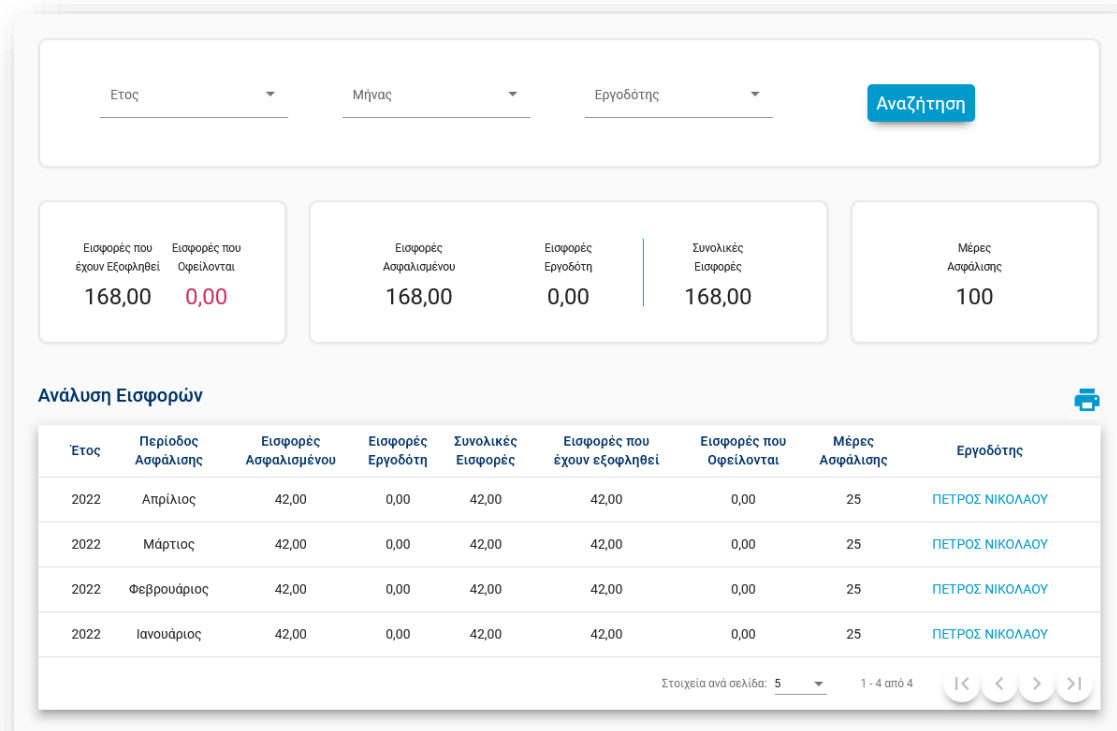 Ετος Μήνας Εργοδότης Αναζήτηση
Εισφορές που Εισφορές που Εισφορές Εισφορές Συνολικές Μέρες
έχουν Εξοφληθεί Οφείλονται Ασφαλισμένου Εργοδότη Εισφορές Ασφάλισης
168,00 0,00 168,00 0,00 168,00 100
Ανάλυση Εισφορών
Περίοδος Εισφορές Εισφορές Συνολικές Εισφορές που Εισφορές που Μέρες
Έτος Ασφάλισης Ασφαλισμένου Εργοδότη Εισφορές έχουν εξοφληθεί Οφείλονται Ασφάλισης Εργοδότης
2022 Απρίλιος 42,00 0,00 42,00 42,00 0,00 25 ΠΕΤΡΟΣ ΝΙΚΟΛΑΟΥ
2022 Μάρτιος 42,00 0,00 42,00 42,00 0,00 25 ΠΕΤΡΟΣ ΝΙΚΟΛΑΟΥ
2022 Φεβρουάριος 42,00 0,00 42,00 42,00 0,00 25 ΠΕΤΡΟΣ ΝΙΚΟΛΑΟΥ
2022 Ιανουάριος 42,00 0,00 42,00 42,00 0,00 25 ΠΕΤΡΟΣ ΝΙΚΟΛΑΟΥ
Στοιχεία ανά σελίδα: 5 1 - 4 από 4